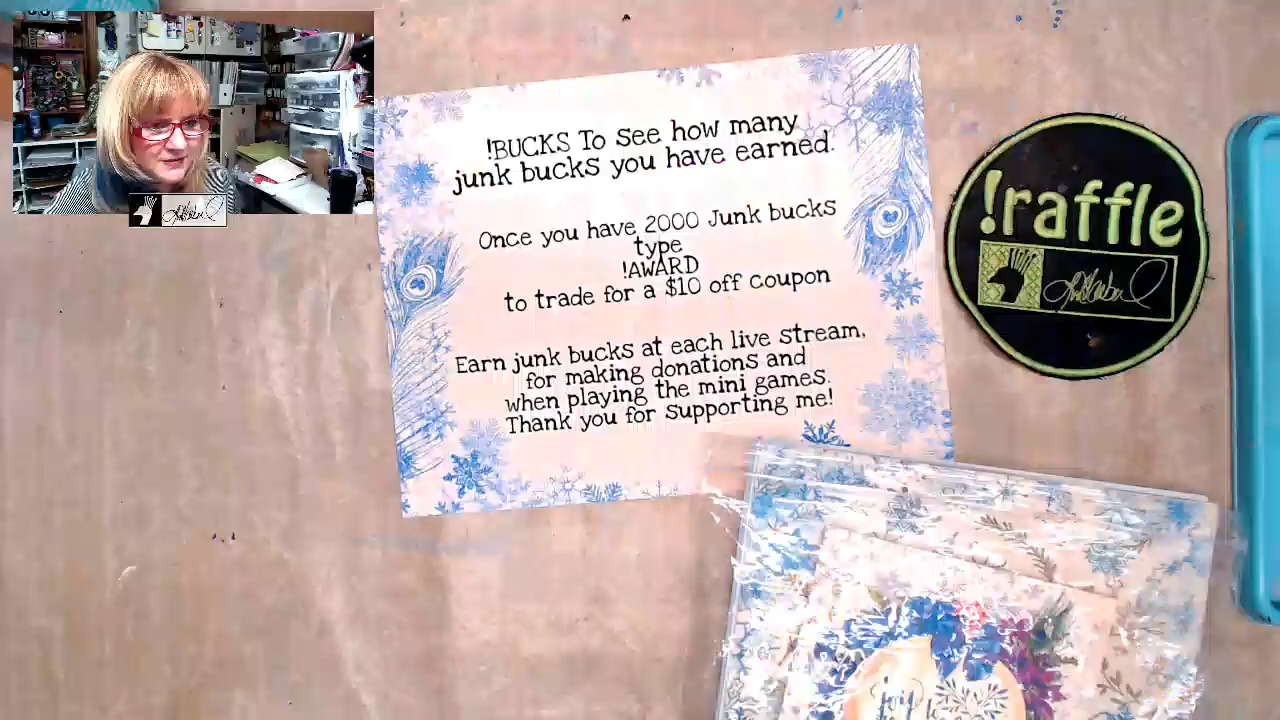 !BUCKS To see how many
junk bucks you have earned.
Once you have 2000 Junk bucks
type
!AWARD
to trade for a $10 off coupon
Earn junk bucks at each live stream,
for making donations and
when playing the mini games.
Thank you for supporting me!
!raffle